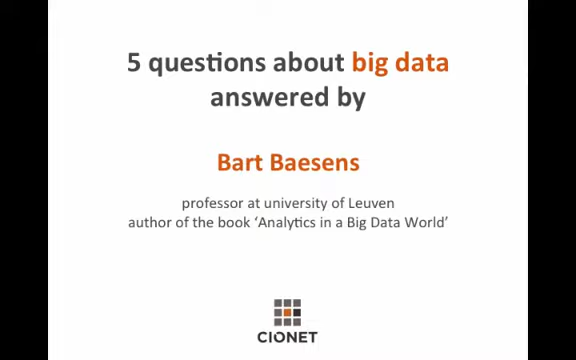 5 questions about big data
answered by
Bart Baesens
professor at university of Leuven
author of the book ‘Analytics in a Big Data World’
CIONET